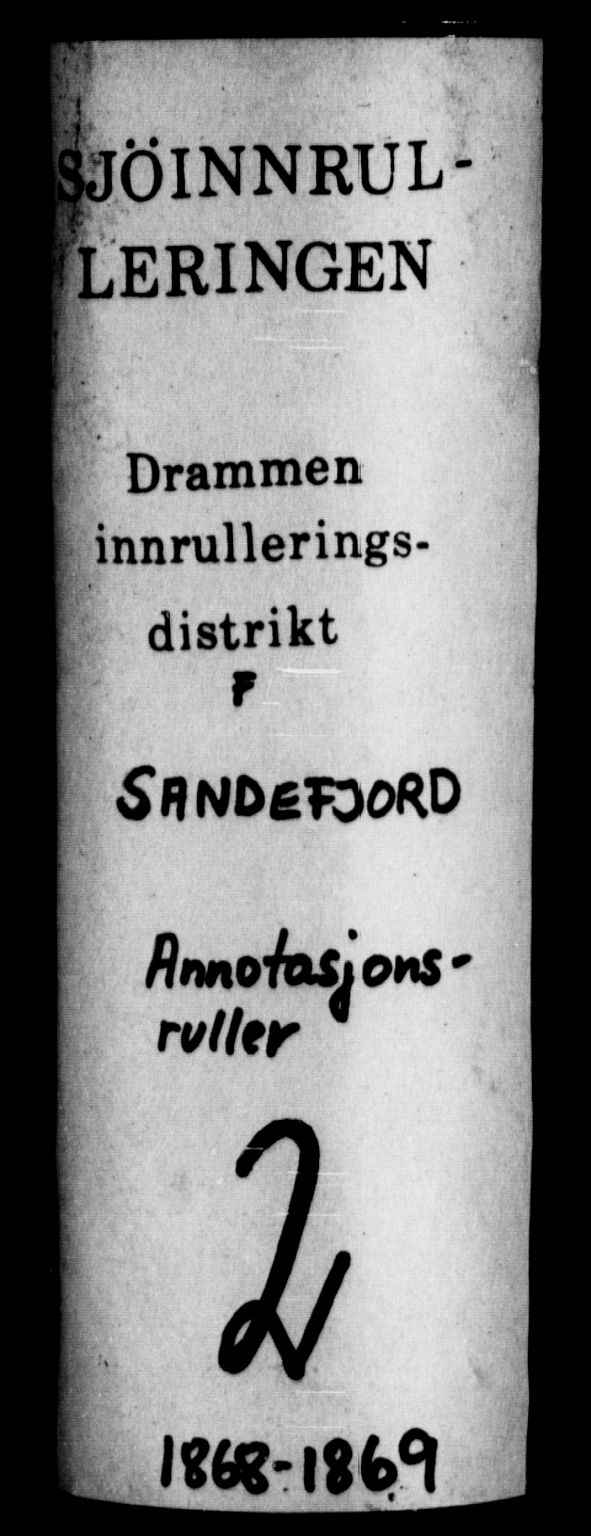 SJÖINNRUL-
LERINGEN
Drammen
innrullerings-
distrikt
F
SANDEFJORD
Annotasjons-
ruller
2
1868-1869